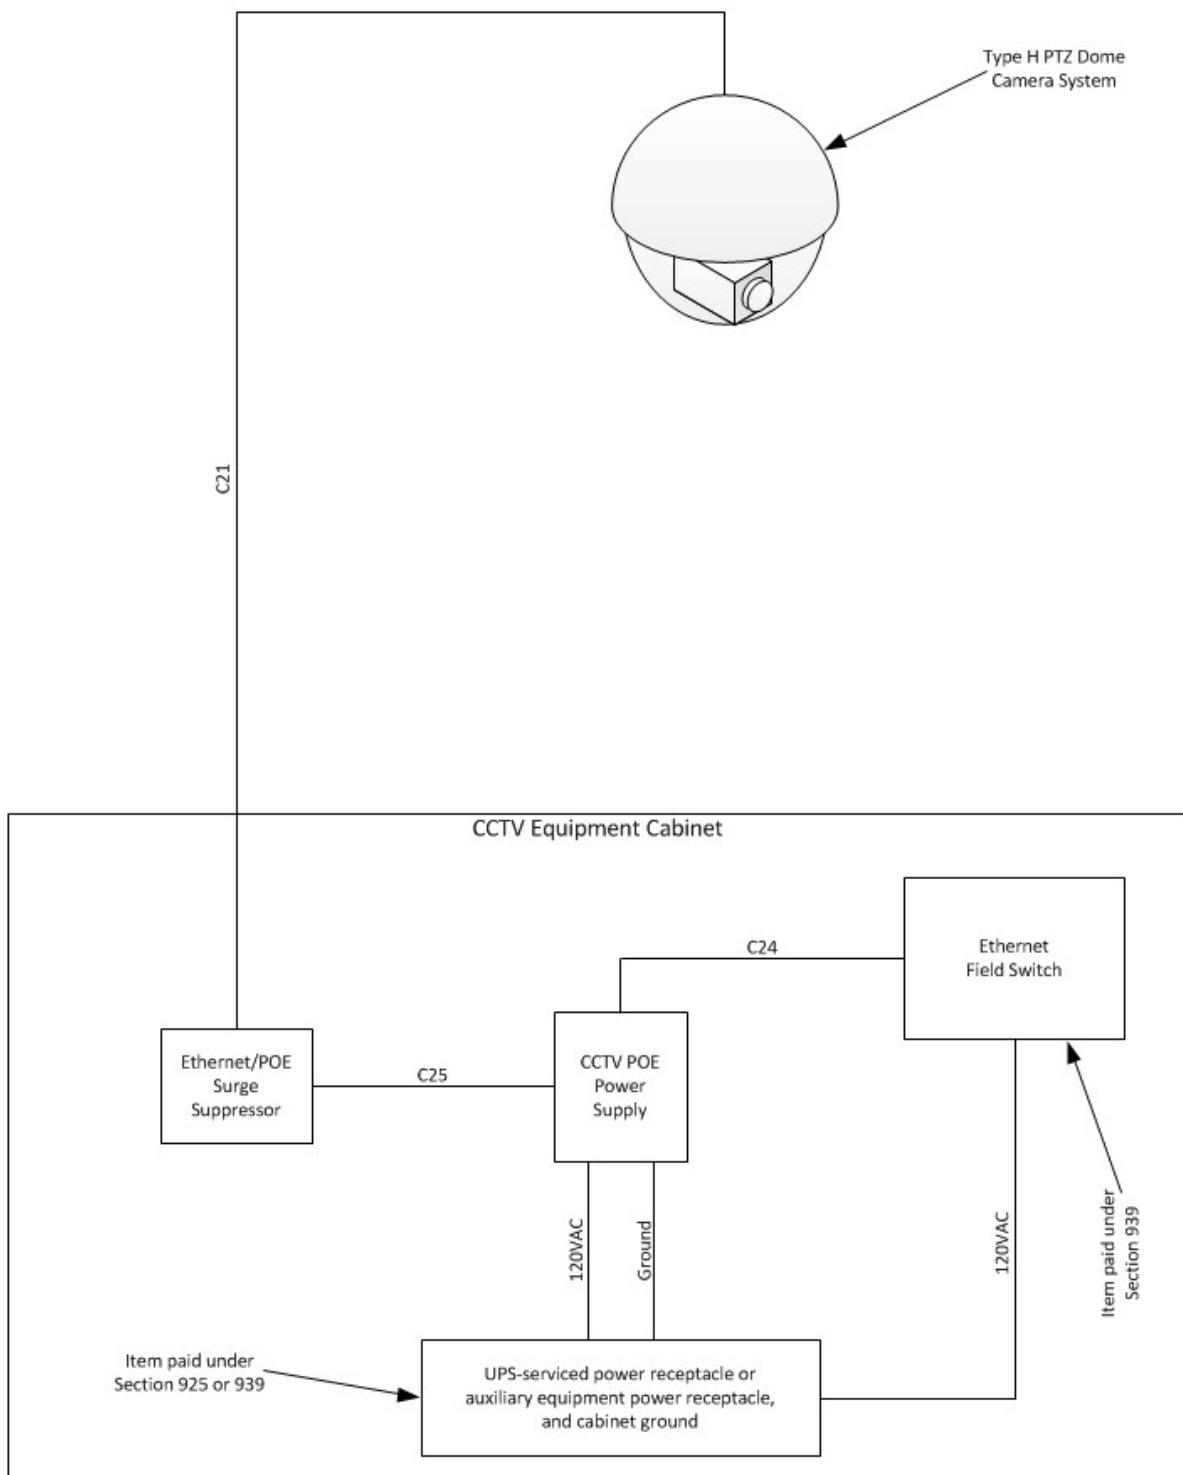 Type H PTZ Dome
Camera System
C21
CCTV Equipment Cabinet
C24
Ethernet
Field Switch
Ethernet/POE
Surge
Suppressor
C25
CCTV POE
Power
Supply
120VAC
Ground
120VAC
Item paid under
Section 939
Item paid under
Section 925 or 939
UPS-serviced power receptacle or
auxiliary equipment power receptacle,
and cabinet ground